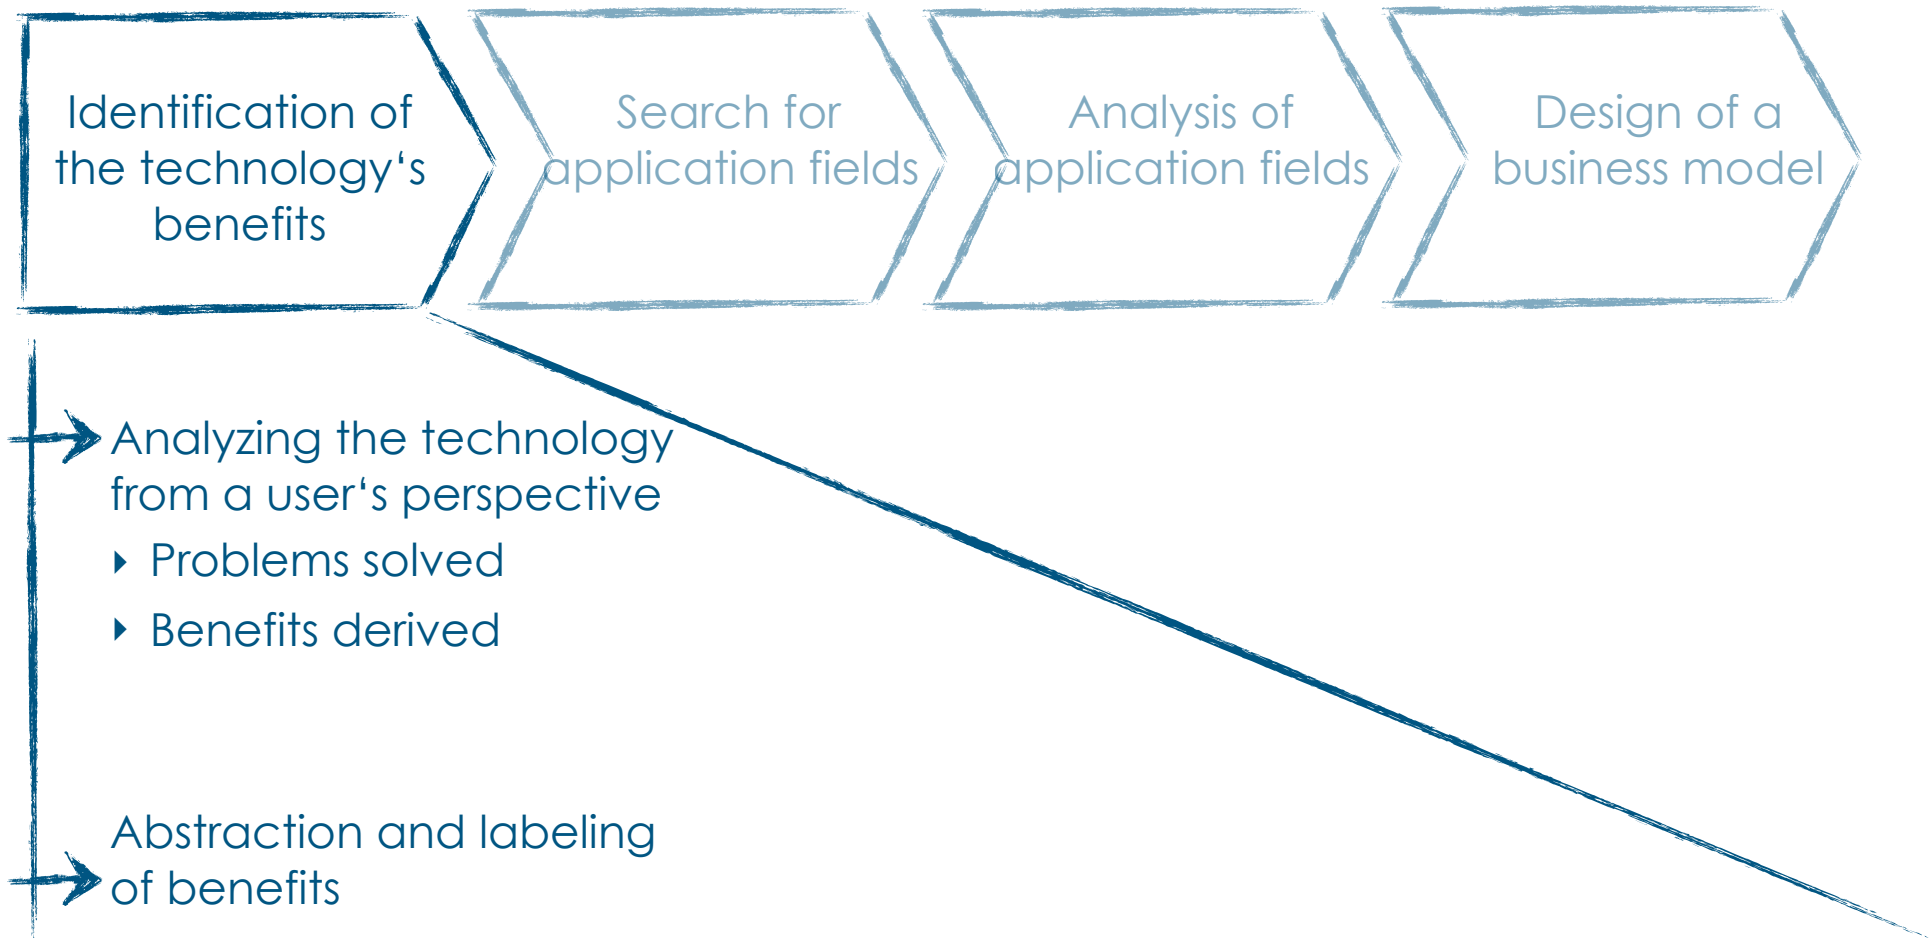 Identification of
the technology‘s
benefits
Search for
application fields
Analysis of
application fields
Design of a
business model
Analyzing the technology
from a user‘s perspective
Problems solved
Benefits derived
Abstraction and labeling
of benefits